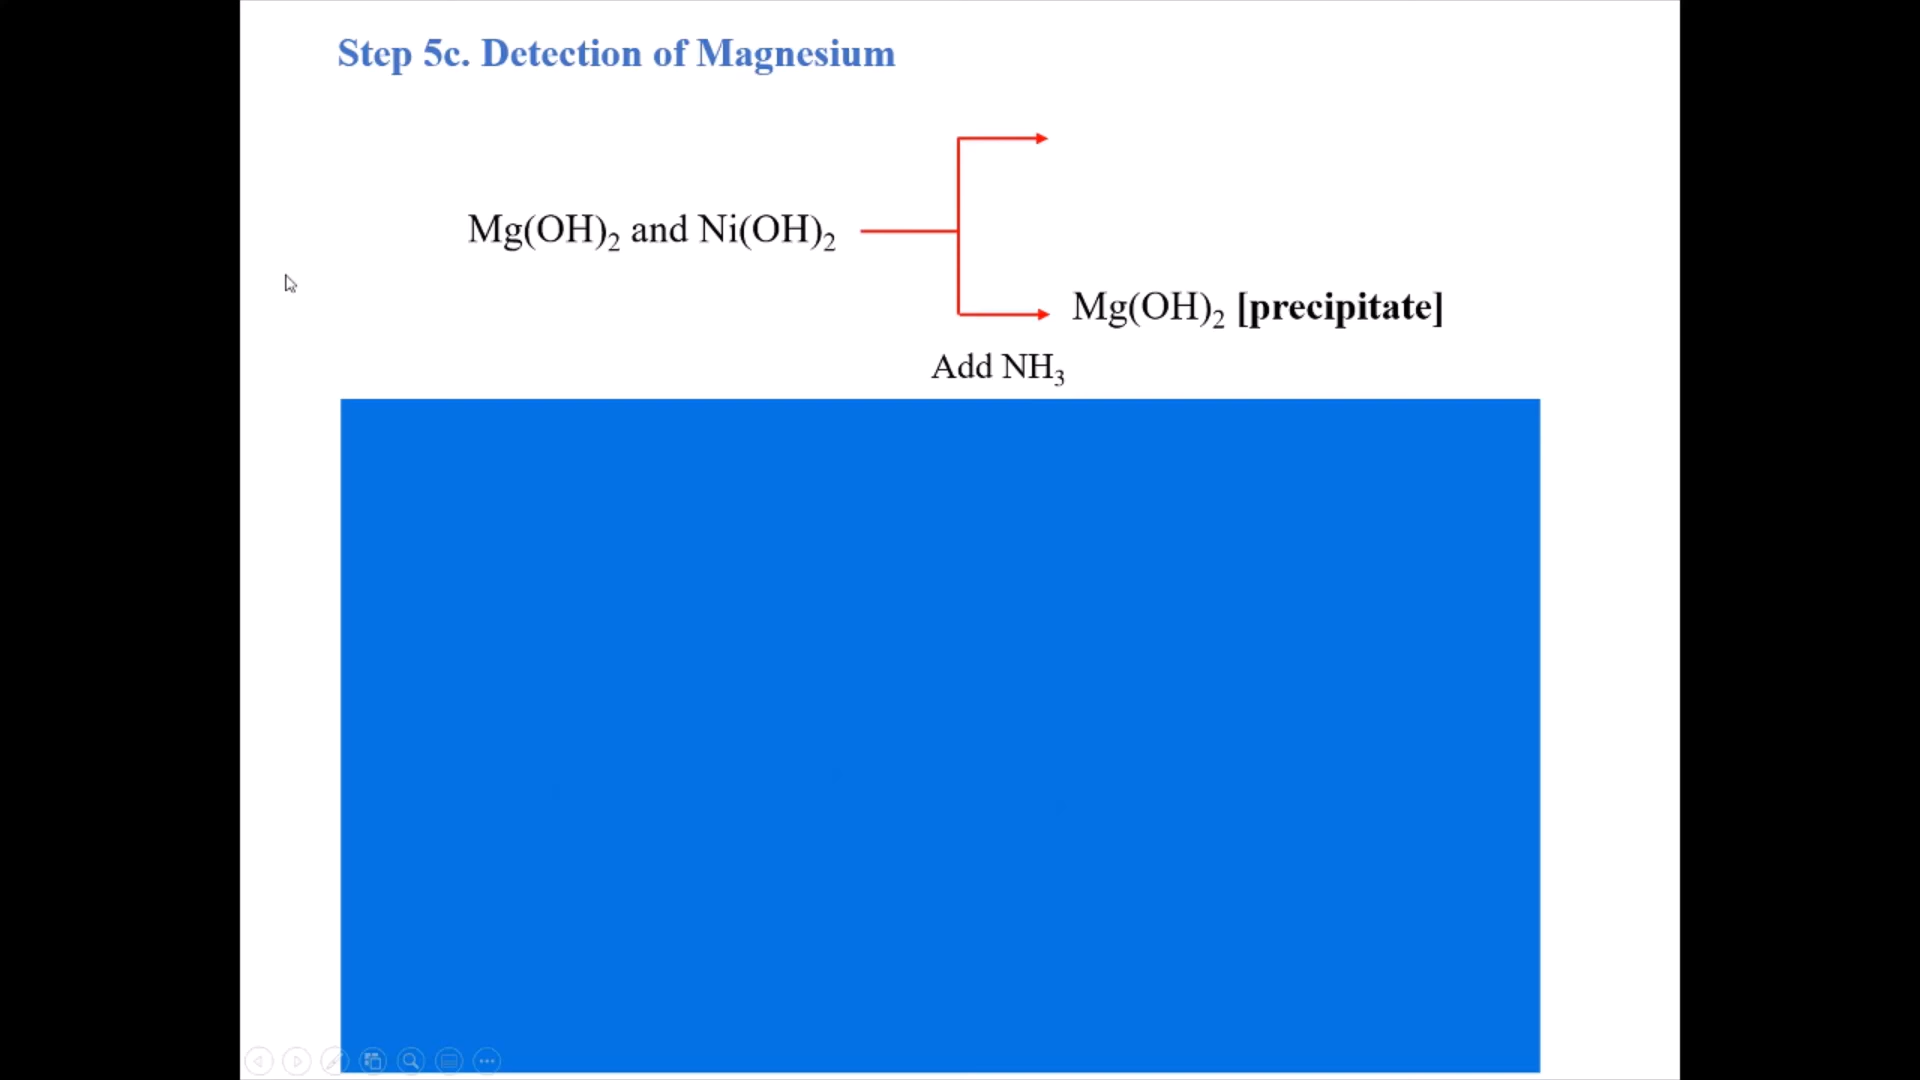 Step 5c. Detection of Magnesium
Mg(OH)₂ and Ni(OH)₂
Mg(OH)₂ [precipitate]
Add NH₃